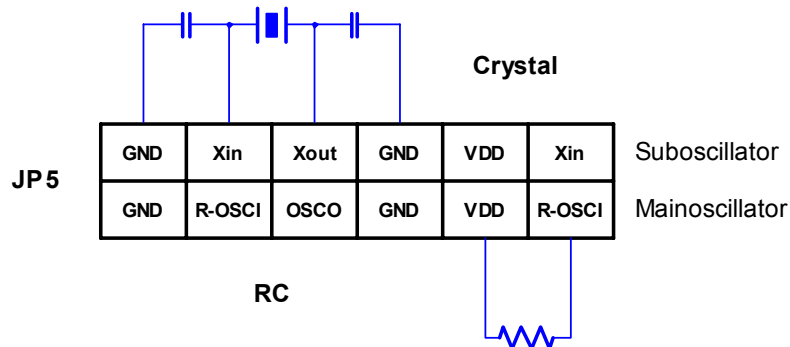 Crystal
GND Xin Xout GND VDD Xin Suboscillator
JP5
GND R-OSCI OSCO GND VDD R-OSCI Mainoscillator
RC